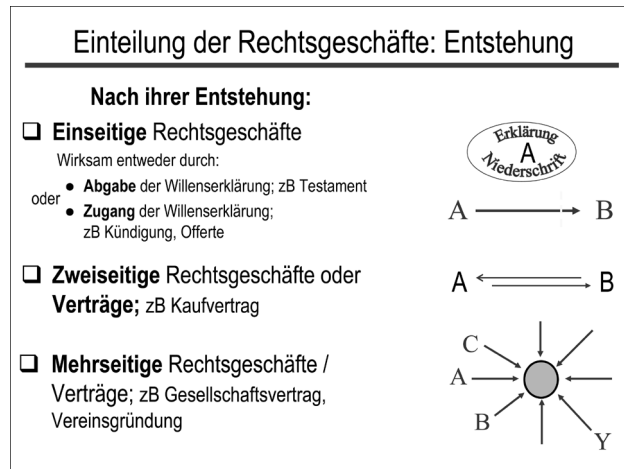 Einteilung der Rechtsgeschäfte: Entstehung
Nach ihrer Entstehung:
❑ Einseitige Rechtsgeschäfte
Wirksam entweder durch:
oder
● Abgabe der Willenserklärung; zB Testament
● Zugang der Willenserklärung;
zB Kündigung, Offerte
Erklärung
A
Niederschrift
A B
❑ Zweiseitige Rechtsgeschäfte oder
Verträge; zB Kaufvertrag
A B
❑ Mehrseitige Rechtsgeschäfte /
Verträge; zB Gesellschaftsvertrag,
Vereinsgründung
C
A
B
Y